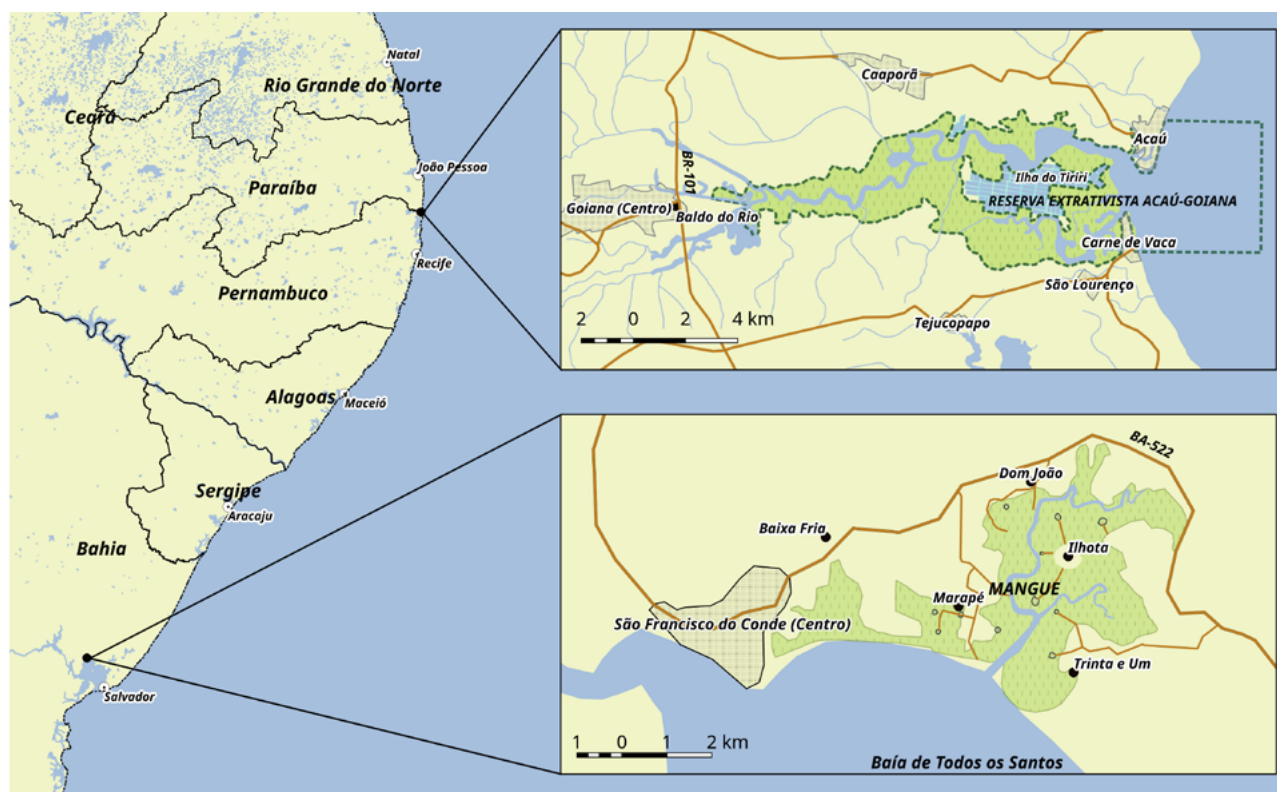 Natal
Rio Grande do Norte
Ceará
João Pessoa
Paraíba
Recife
Pernambuco
Alagoas
Maceió
Sergipe
Aracaju
Bahia
Salvador
Caaporã
Acaú
BR-101
Ilha do Tiriri
RESERVA EXTRATIVISTA ACAÚ-GOIANA
Goiana (Centro)
Baldo do Rio
Carne de Vaca
São Lourenço
Tejucopapo
2 0 2 4 km
BA-522
Dom João
Baixa Fria
Ilhota
MANGUE
Marapé
São Francisco do Conde (Centro)
Trinta e Um
1 0 1 2 km
Baía de Todos os Santos